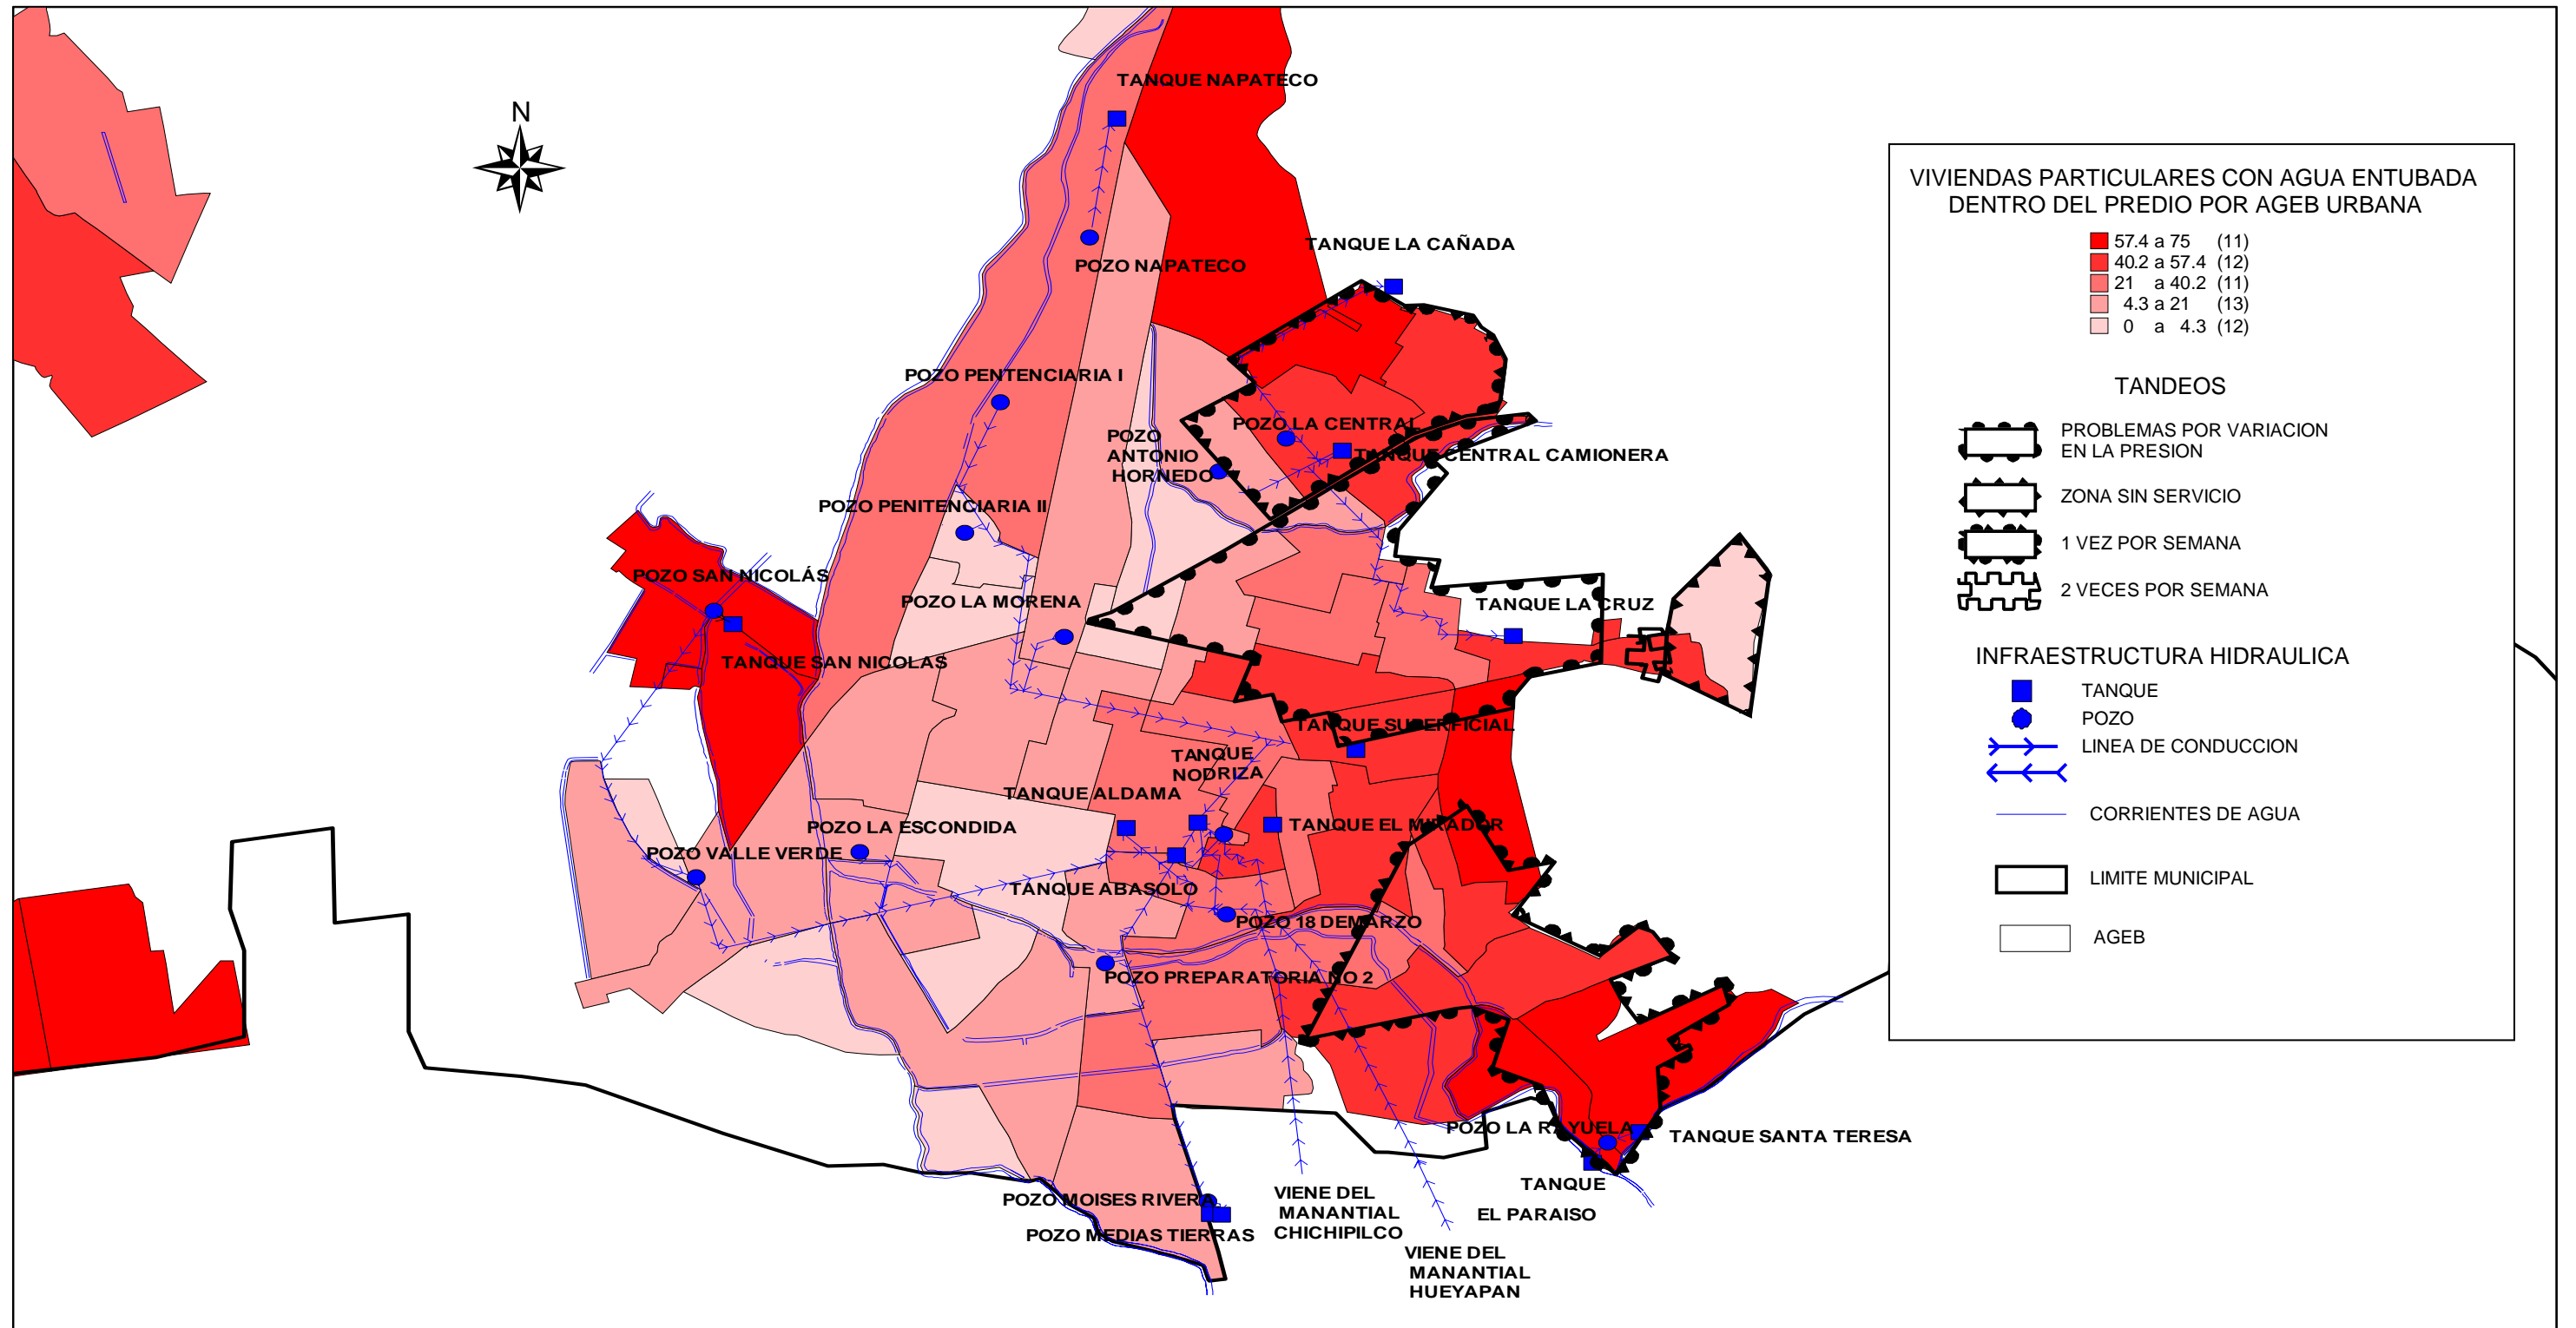 N
TANQUE NAPATECO
POZO NAPATECO
TANQUE LA CAÑADA
POZO PENTENCIARIA I
POZO LA CENTRAL
POZO
ANTONIO
HORNEDO
TANQUE CENTRAL CAMIONERA
POZO PENITENCIARIA II
POZO SAN NICOLÁS
POZO LA MORENA
TANQUE LA CRUZ
TANQUE SAN NICOLAS
TANQUE SUPERFICIAL
TANQUE
NODRIZA
TANQUE ALDAMA
POZO LA ESCONDIDA
TANQUE EL MIRADOR
POZO VALLE VERDE
TANQUE ABASOLO
POZO 18 DEMARZO
POZO PREPARATORIA NO 2
POZO LA RAYUELA
TANQUE SANTA TERESA
TANQUE
EL PARAISO
POZO MOISES RIVERA
POZO MEDIAS TIERRAS
VIENE DEL
MANANTIAL
CHICHIPILCO
VIENE DEL
MANANTIAL
HUEYAPAN
VIVIENDAS PARTICULARES CON AGUA ENTUBADA
DENTRO DEL PREDIO POR AGEB URBANA
57.4 a 75 (11)
40.2 a 57.4 (12)
21 a 40.2 (11)
4.3 a 21 (13)
0 a 4.3 (12)
TANDEOS
PROBLEMAS POR VARIACION
EN LA PRESION
ZONA SIN SERVICIO
1 VEZ POR SEMANA
2 VECES POR SEMANA
INFRAESTRUCTURA HIDRAULICA
TANQUE
POZO
LINEA DE CONDUCCION
CORRIENTES DE AGUA
LIMITE MUNICIPAL
AGEB